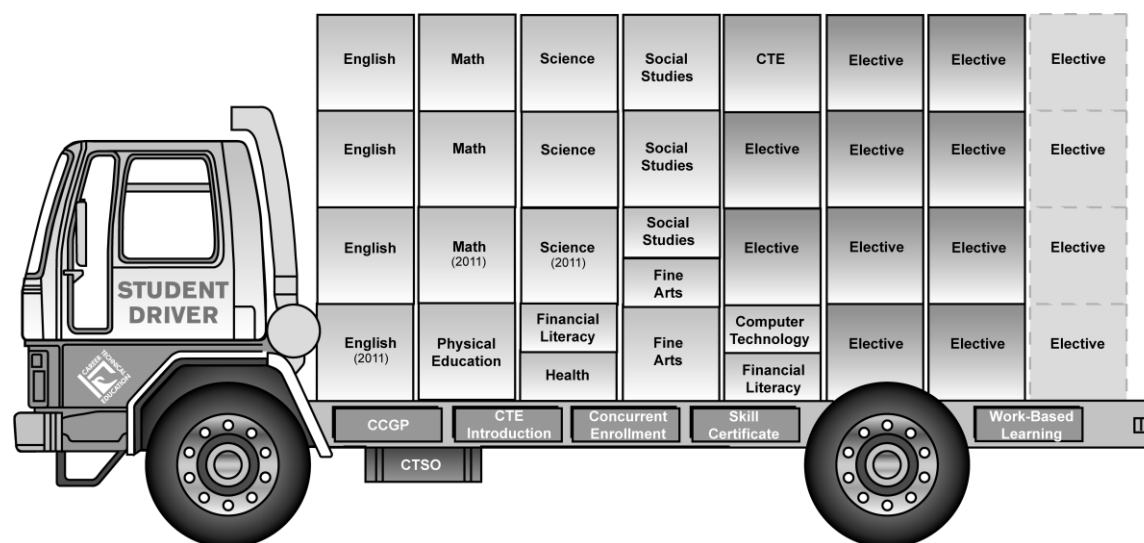 English Math Science Social Studies CTE Elective Elective Elective
English Math Science Social Studies Elective Elective Elective Elective
English Math (2011) Science (2011) Social Studies Elective Elective Elective Elective
Fine Arts
STUDENT DRIVER
English (2011) Physical Education Financial Literacy Fine Arts Computer Technology Elective Elective Elective
Health Financial Literacy
CAREER TECHNICAL EDUCATION
CCGP CTE Introduction Concurrent Enrollment Skill Certificate Work-Based Learning
CTSO